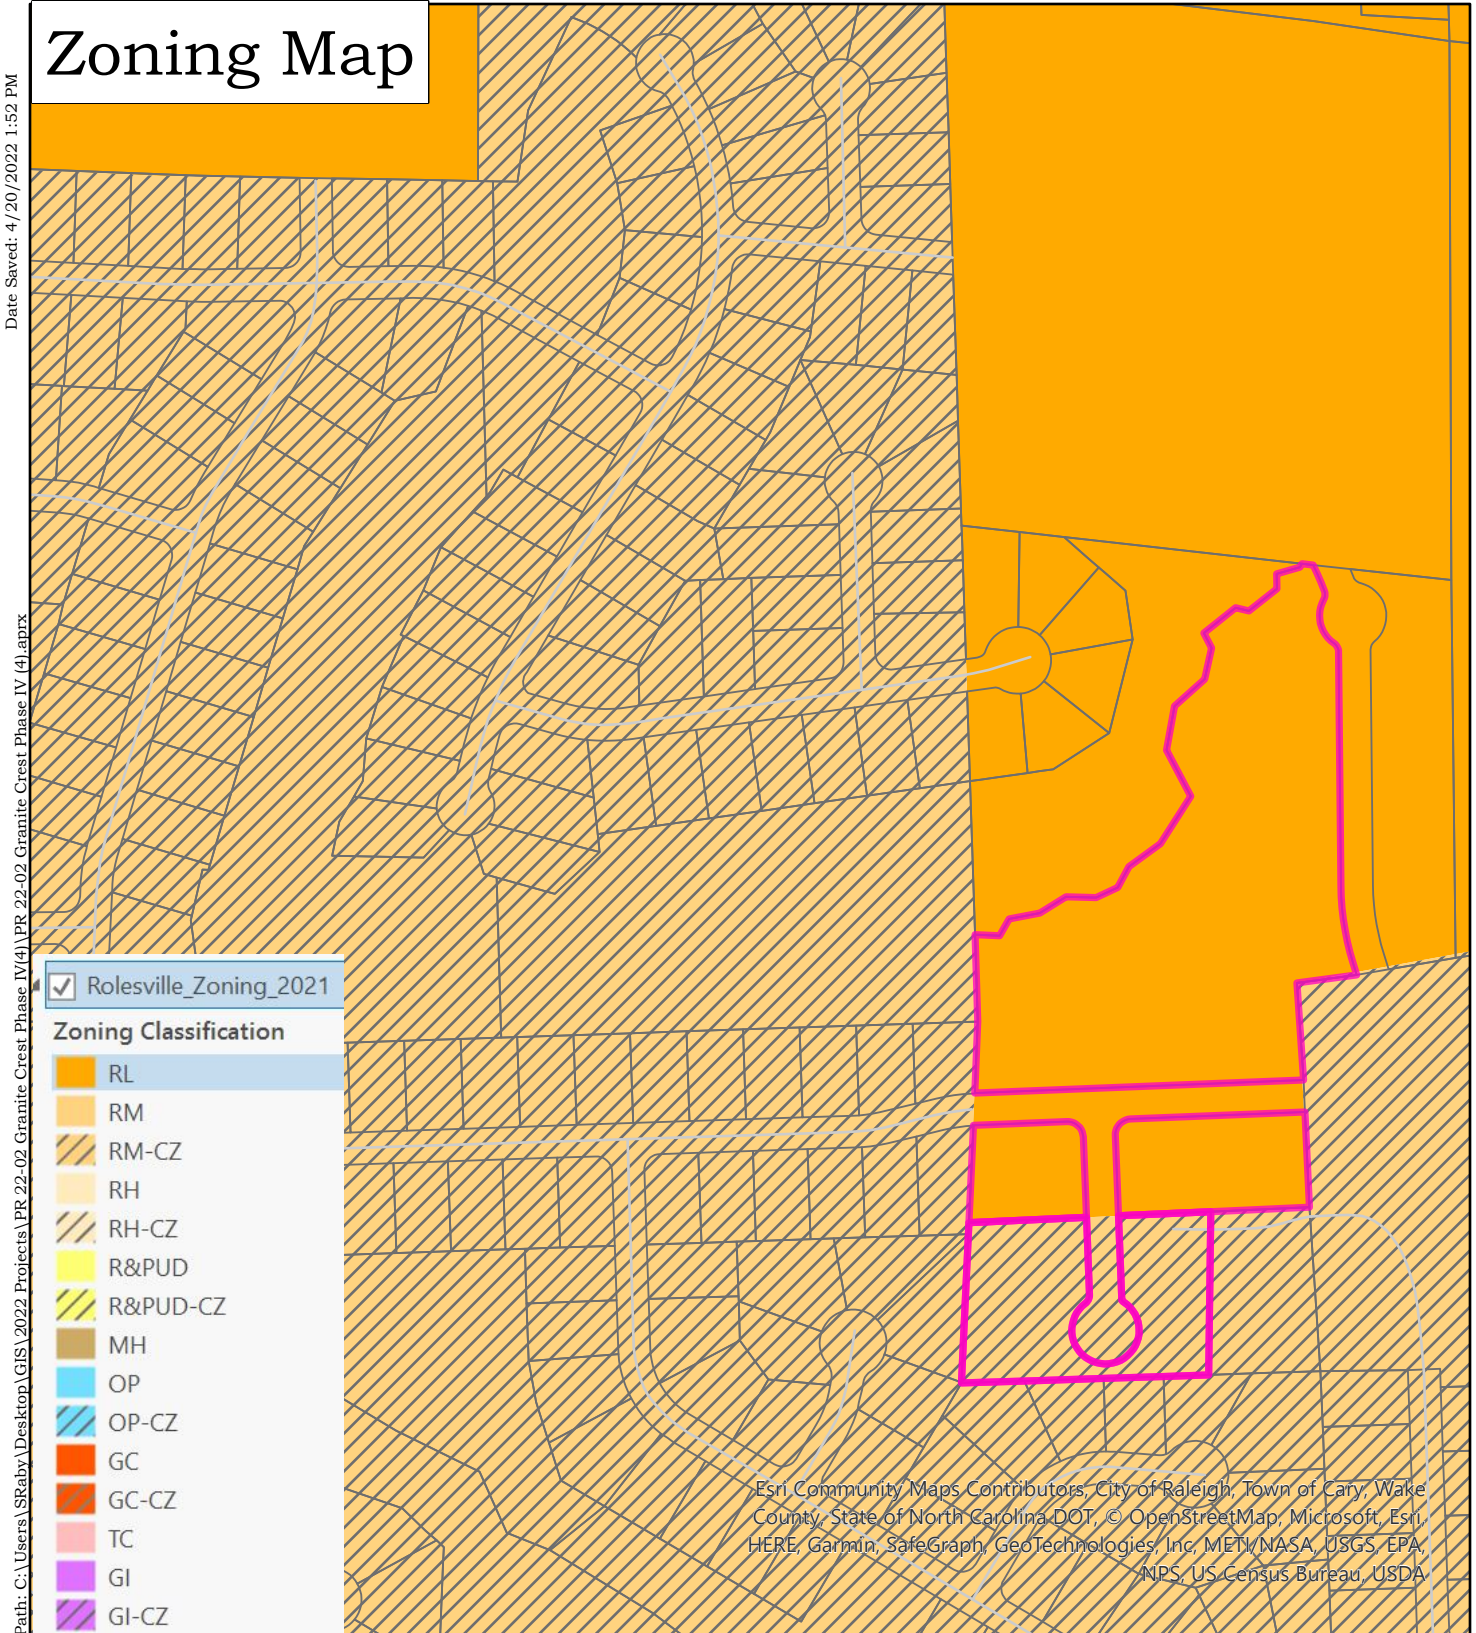 Zoning Map
Date Saved: 4/20/2022 1:52 PM
Path: C:\Users\SRaby\Desktop\GIS\2022 Projects\PR 22-02 Granite Crest Phase IV(4)\PR 22-02 Granite Crest Phase IV (4).aprx
Rolesville_Zoning_2021
Zoning Classification
RL
RM
RM-CZ
RH
RH-CZ
R&PUD
R&PUD-CZ
MH
OP
OP-CZ
GC
GC-CZ
TC
GI
GI-CZ
Esri Community Maps Contributors, City of Raleigh, Town of Cary, Wake
County, State of North Carolina DOT, © OpenStreetMap, Microsoft, Esri,
HERE, Garmin, SafeGraph, GeoTechnologies, Inc, METI/NASA, USGS, EPA,
NPS, US Census Bureau, USDA